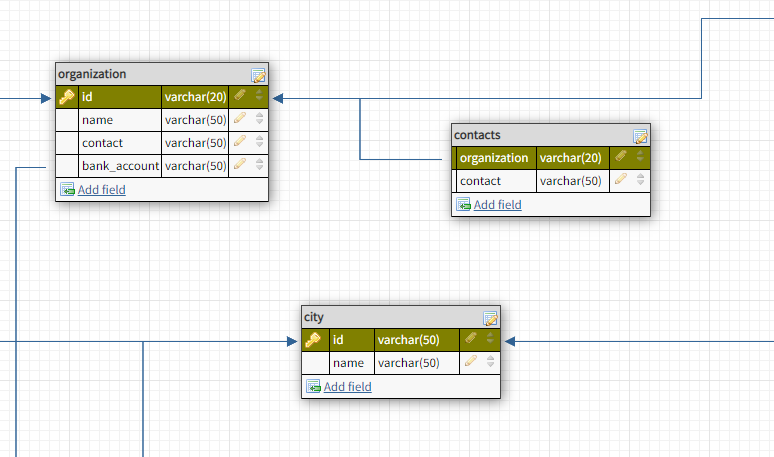 organization
id varchar(20)
name varchar(50)
contact varchar(50)
bank_account varchar(50)
Add field
contacts
organization varchar(20)
contact varchar(50)
Add field
city
id varchar(50)
name varchar(50)
Add field